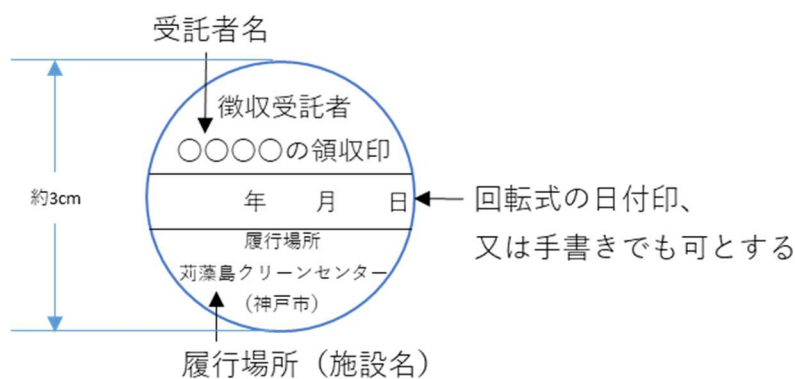 受託者名
徴収受託者
○○○○の領収印
約3cm
年　月　日
回転式の日付印、
又は手書きでも可とする
履行場所
苅藻島クリーンセンター
（神戸市）
履行場所（施設名）